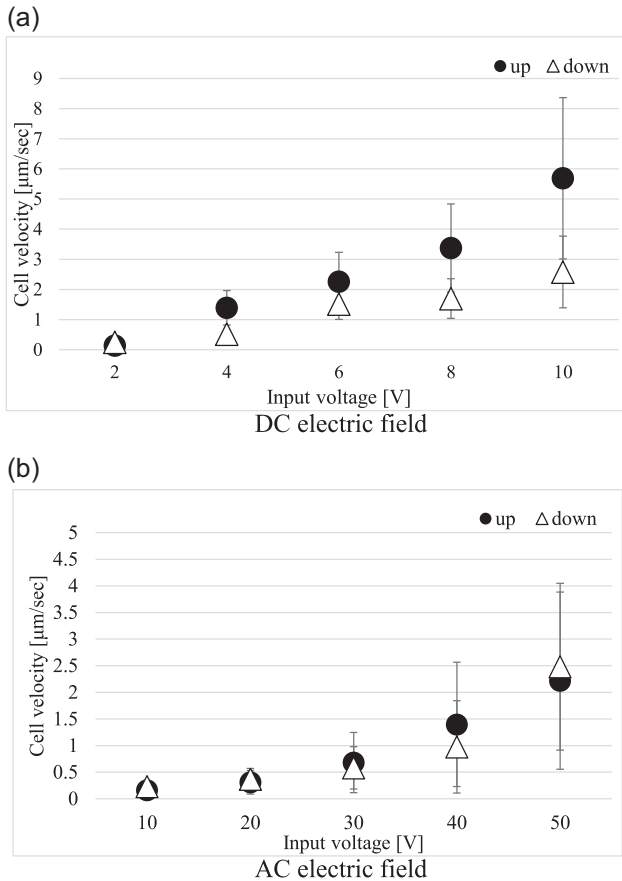 (a)
● up △ down
9
8
7
6
5
4
3
2
1
0
Cell velocity [μm/sec]
2 4 6 8 10
Input voltage [V]
DC electric field
(b)
● up △ down
5
4.5
4
3.5
3
2.5
2
1.5
1
0.5
0
Cell velocity [μm/sec]
10 20 30 40 50
Input voltage [V]
AC electric field